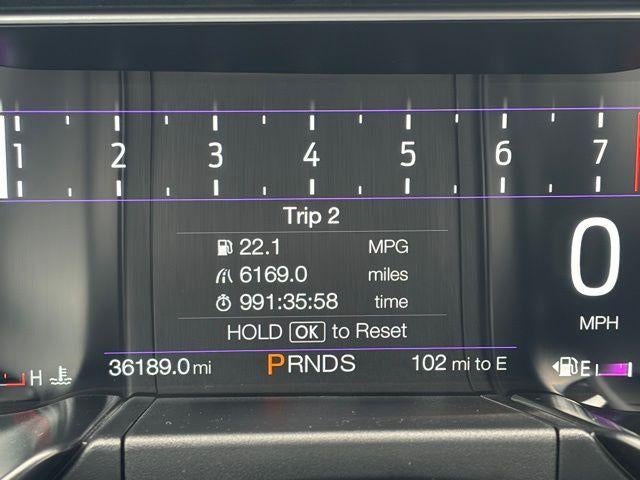 1 2 3 4 5 6 7
Trip 2
22.1 MPG
6169.0 miles
991:35:58 time
HOLD OK to Reset
0
MPH
36189.0 mi PRNDS 102 mi to E
H E